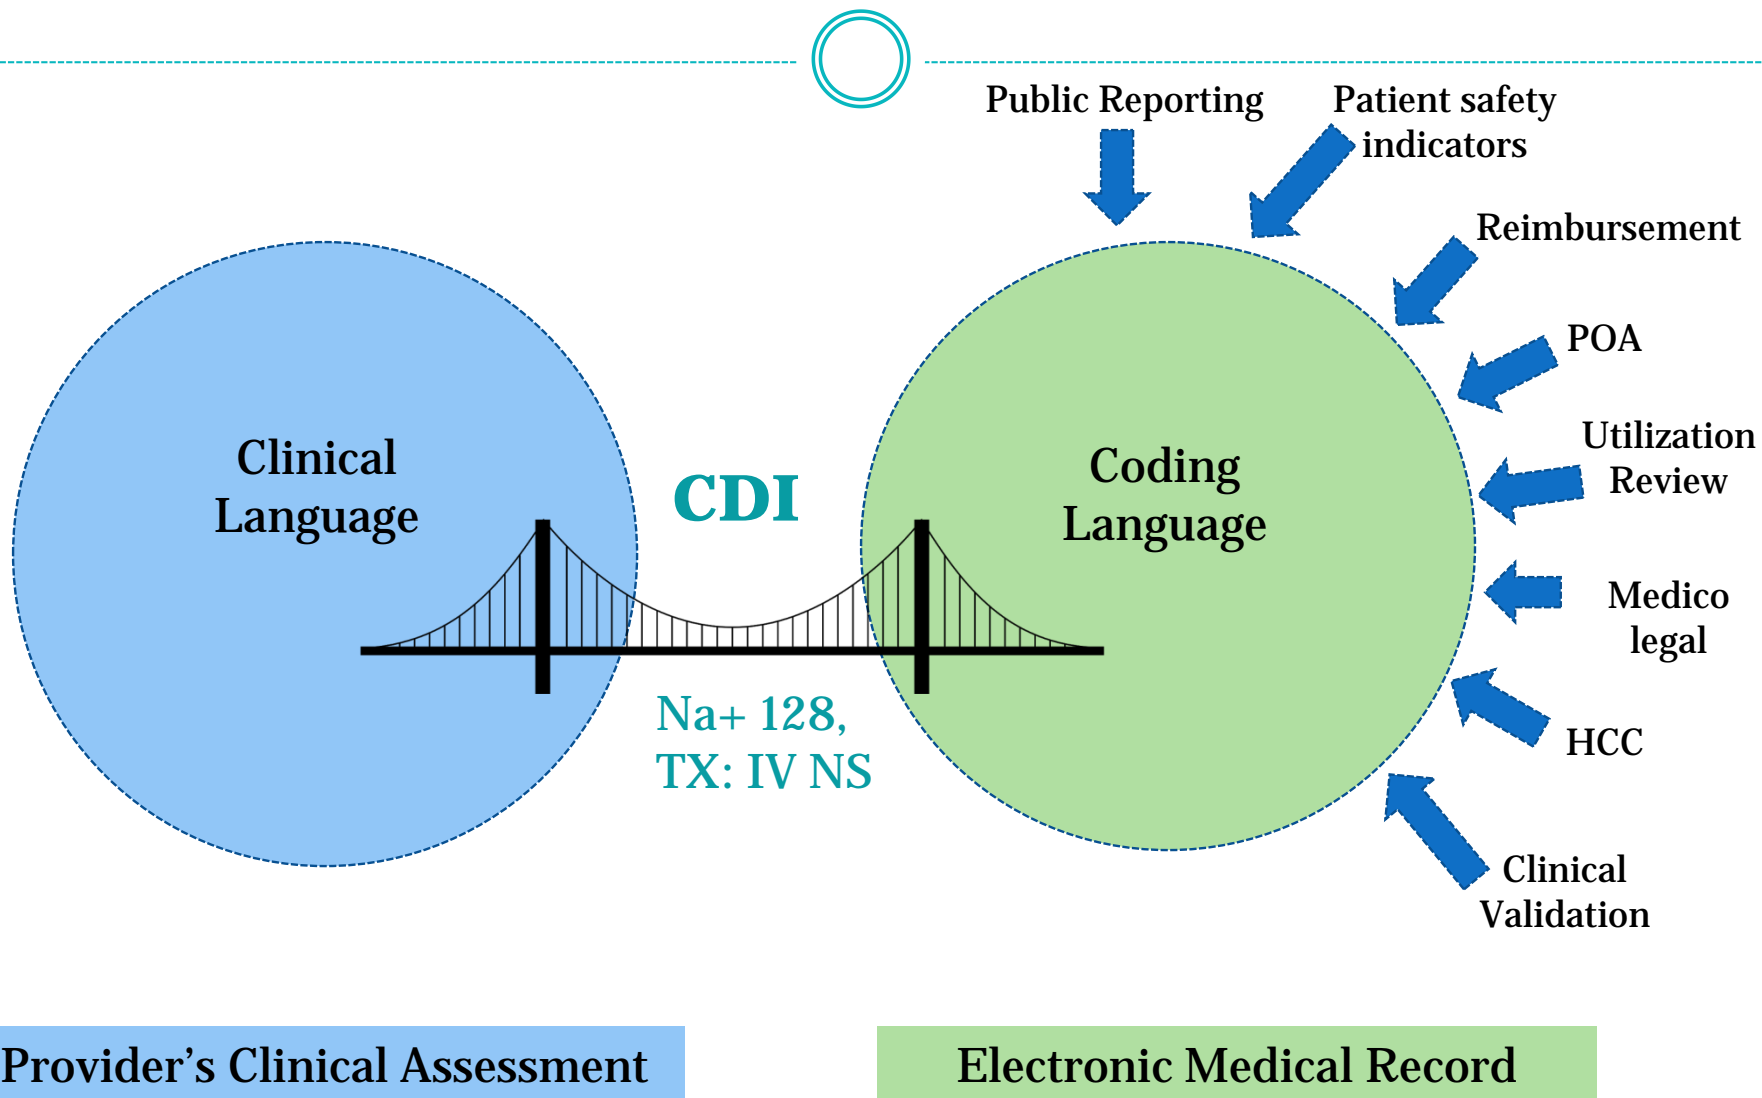 Public Reporting
Patient safety
indicators
Reimbursement
POA
Utilization
Review
Medico
legal
HCC
Clinical
Validation
Clinical
Language
CDI
Coding
Language
Na+ 128,
TX: IV NS
Provider’s Clinical Assessment
Electronic Medical Record